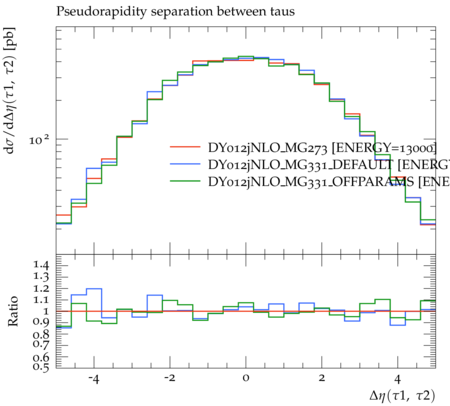 Pseudorapidity separation between taus
dσ/dΔη(τ1, τ2) [pb]
10²
DY012jNLO_MG273 [ENERGY=13000]
DY012jNLO_MG331_DEFAULT [ENERGY
DY012jNLO_MG331_OFFPARAMS [ENE
Ratio
1.4
1.3
1.2
1.1
1
0.9
0.8
0.7
0.6
0.5
-4 -2 0 2 4
Δη(τ1, τ2)